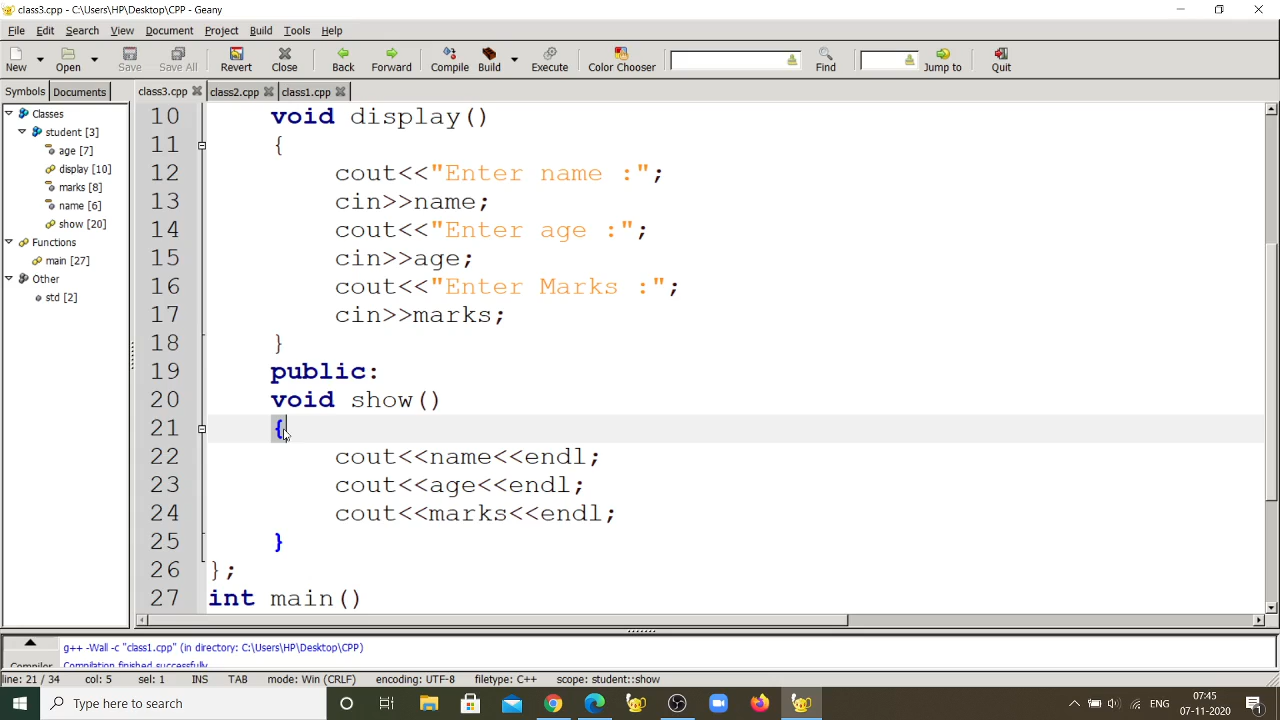 class3.cpp - C:\Users\HP\Desktop\CPP - Geany
File Edit Search View Document Project Build Tools Help
New Open Save Save All Revert Close Back Forward Compile Build Execute Color Chooser Find Jump to Quit
Symbols Documents class3.cpp class2.cpp class1.cpp
Classes
student [3]
age [7]
display [10]
marks [8]
name [6]
show [20]
Functions
main [27]
Other
std [2]
10 void display()
11 {
12 cout<<"Enter name :";
13 cin>>name;
14 cout<<"Enter age :";
15 cin>>age;
16 cout<<"Enter Marks :";
17 cin>>marks;
18 }
19 public:
20 void show()
21 {
22 cout<<name<<endl;
23 cout<<age<<endl;
24 cout<<marks<<endl;
25 }
26 };
27 int main()
g++ -Wall -c "class1.cpp" (in directory: C:\Users\HP\Desktop\CPP)
Compiler Compilation finished successfully.
line: 21 / 34 col: 5 sel: 1 INS TAB mode: Win (CRLF) encoding: UTF-8 filetype: C++ scope: student::show
Type here to search
ENG
07:45
07-11-2020